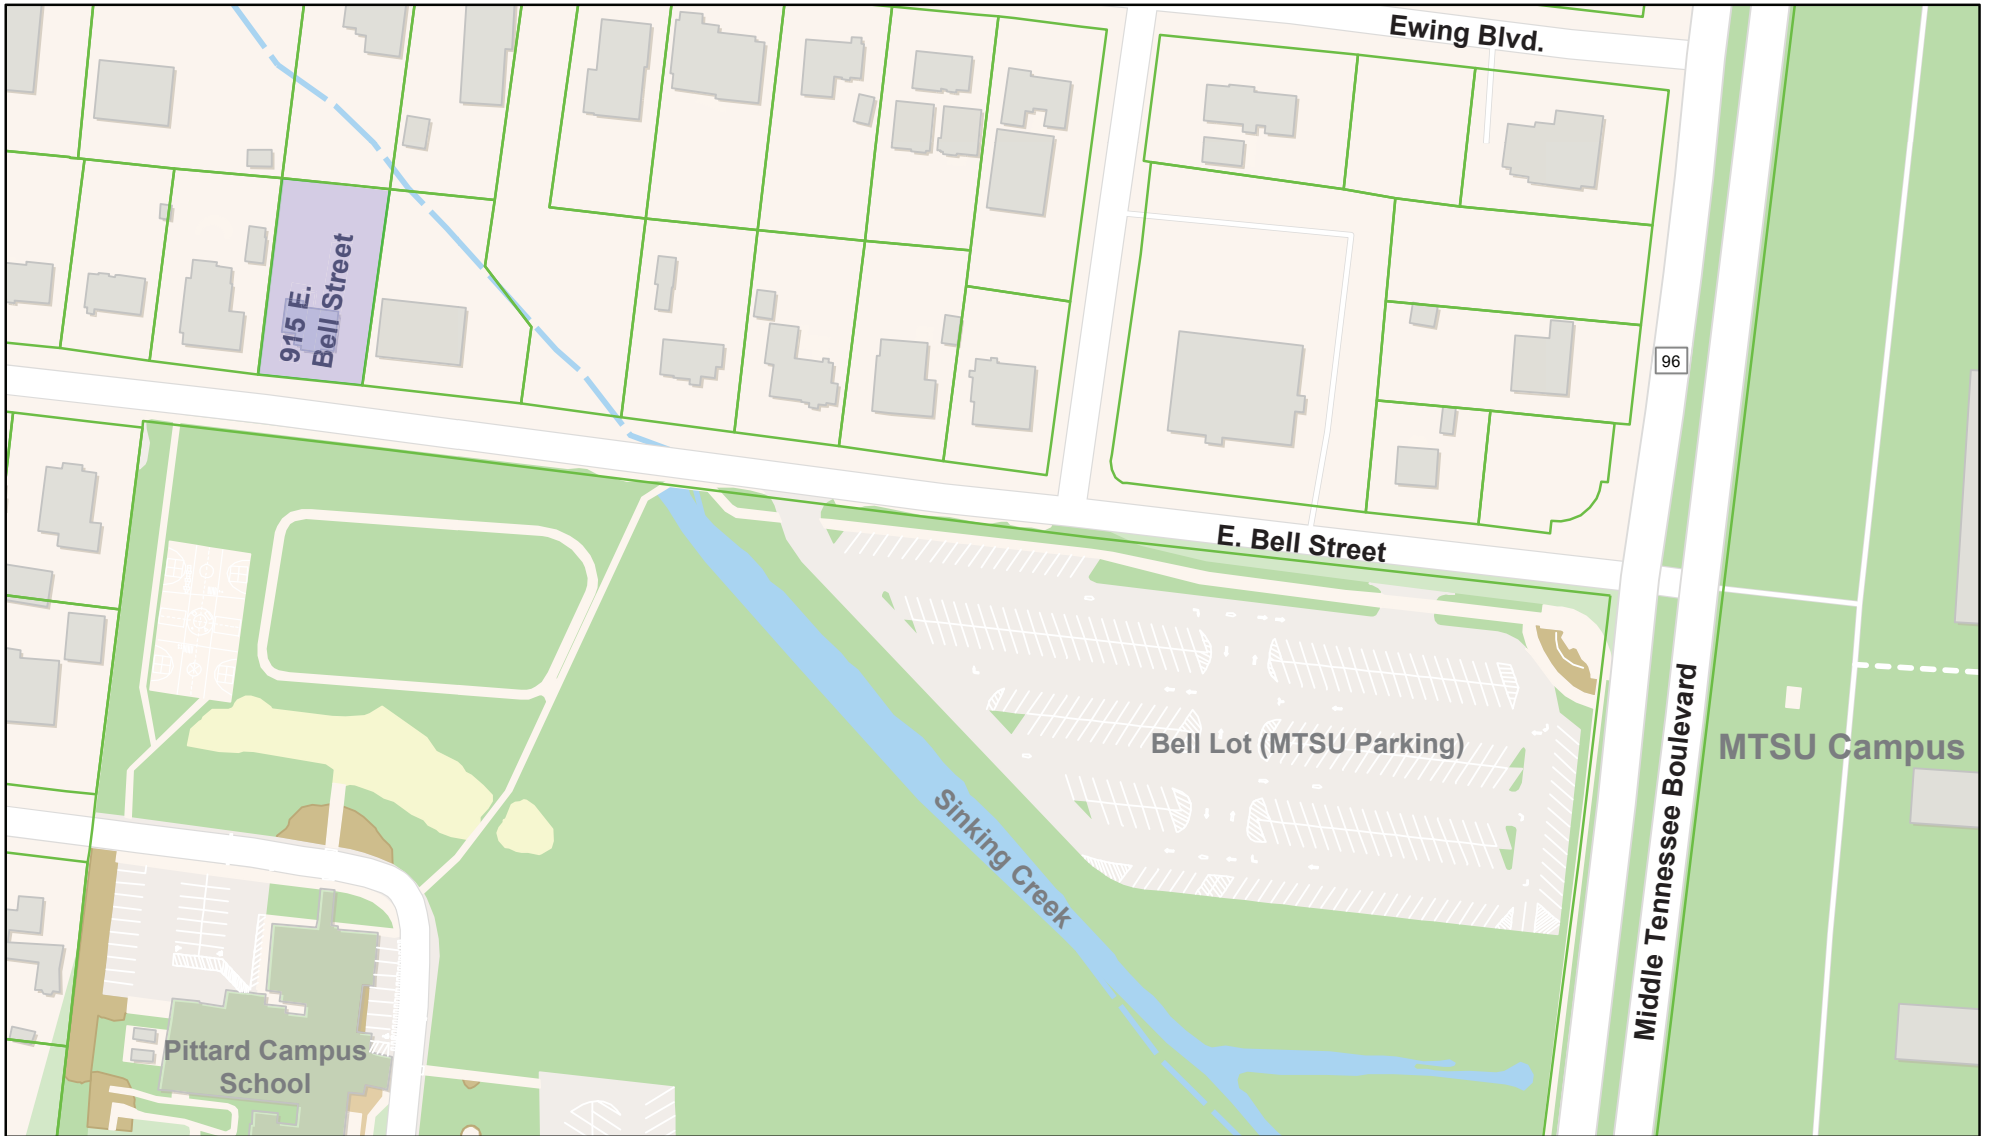 Ewing Blvd.
915 E.
Bell Street
96
E. Bell Street
Bell Lot (MTSU Parking)
MTSU Campus
Middle Tennessee Boulevard
Sinking Creek
Pittard Campus
School